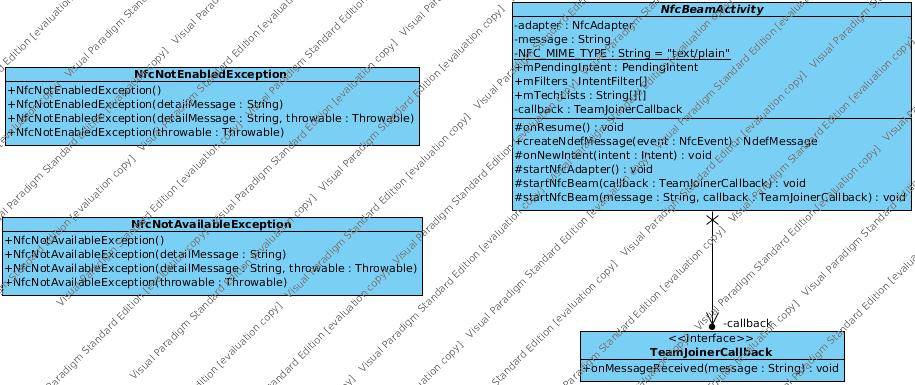 NfcBeamActivity
-adapter : NfcAdapter
-message : String
-NFC_MIME_TYPE : String = "text/plain"
+mPendingIntent : PendingIntent
+mFilters : IntentFilter[]
+mTechLists : String[][]
-callback : TeamJoinerCallback
#onResume() : void
+createNdefMessage(event : NfcEvent) : NdefMessage
#onNewIntent(intent : Intent) : void
#startNfcAdapter() : void
#startNfcBeam(callback : TeamJoinerCallback) : void
#startNfcBeam(message : String, callback : TeamJoinerCallback) : void
NfcNotEnabledException
+NfcNotEnabledException()
+NfcNotEnabledException(detailMessage : String)
+NfcNotEnabledException(detailMessage : String, throwable : Throwable)
+NfcNotEnabledException(throwable : Throwable)
NfcNotAvailableException
+NfcNotAvailableException()
+NfcNotAvailableException(detailMessage : String)
+NfcNotAvailableException(detailMessage : String, throwable : Throwable)
+NfcNotAvailableException(throwable : Throwable)
-callback
<<Interface>>
TeamJoinerCallback
+onMessageReceived(message : String) : void
Visual Paradigm Standard Edition [evaluation copy]